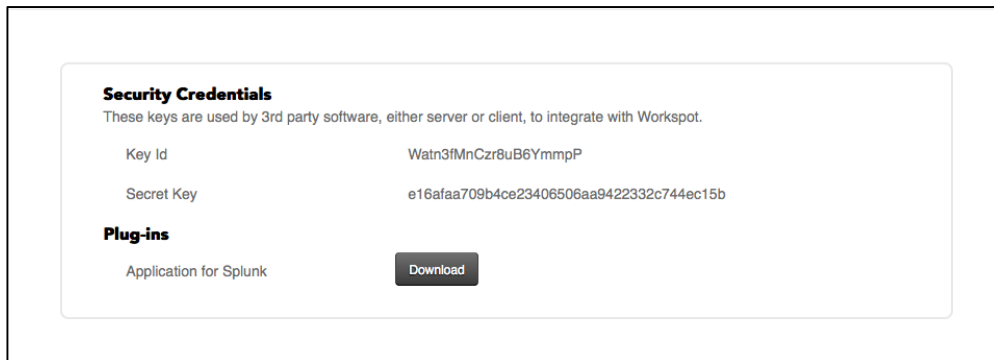 Security Credentials
These keys are used by 3rd party software, either server or client, to integrate with Workspot.
Key Id Watn3fMnCzr8uB6YmmpP
Secret Key e16afaa709b4ce23406506aa9422332c744ec15b
Plug-ins
Application for Splunk Download